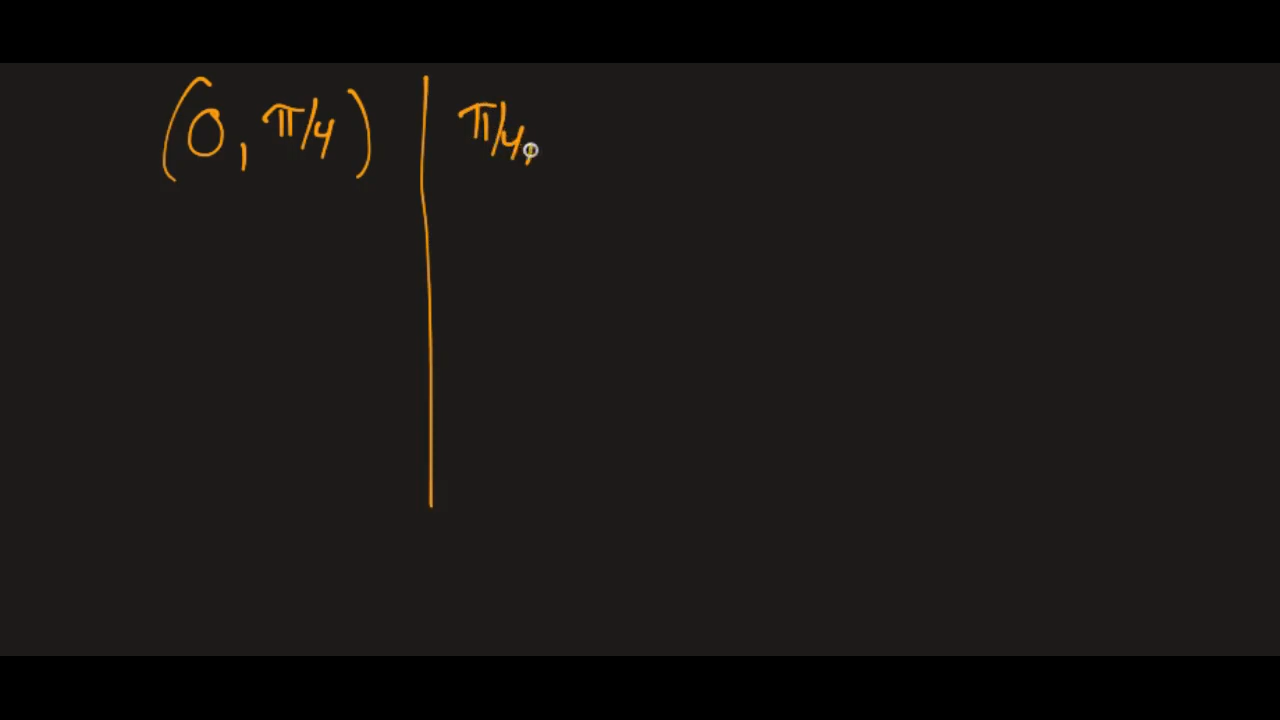 (0, π/4) | π/4,